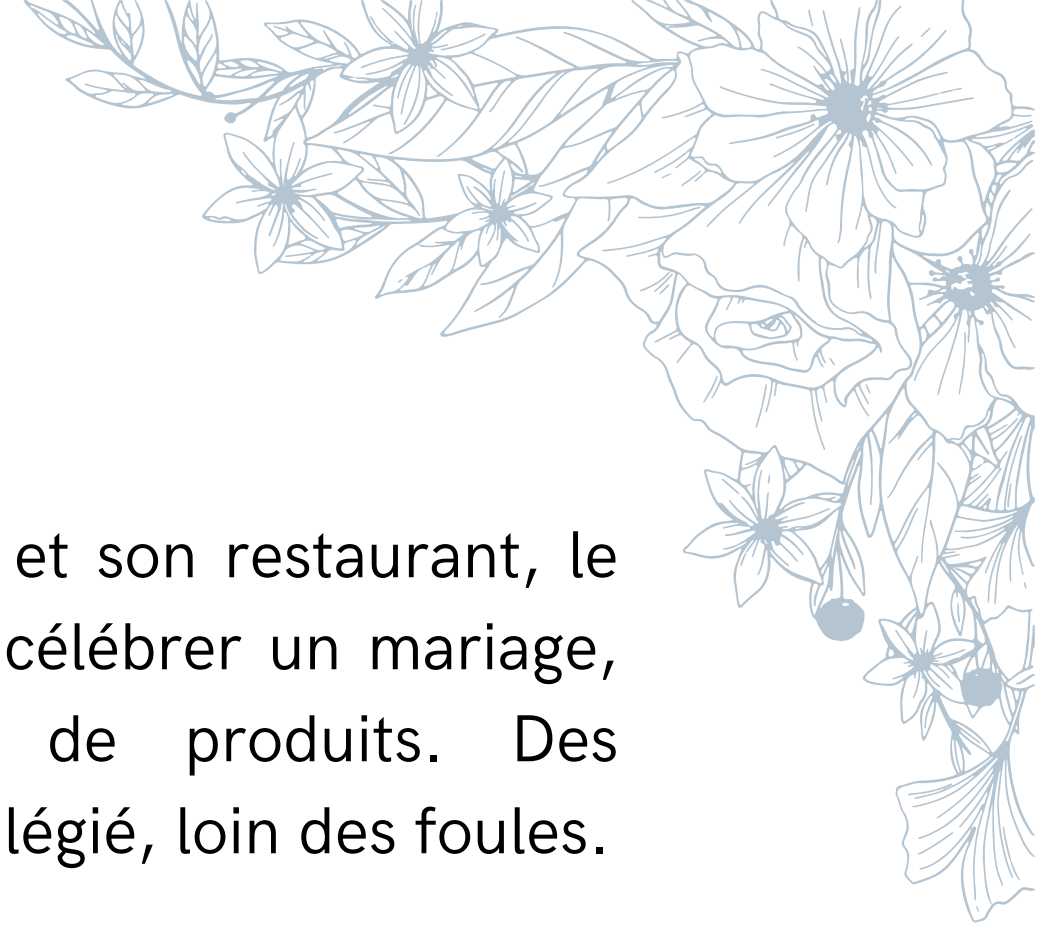 et son restaurant, le
célébrer un mariage,
de produits. Des
légié, loin des foules.